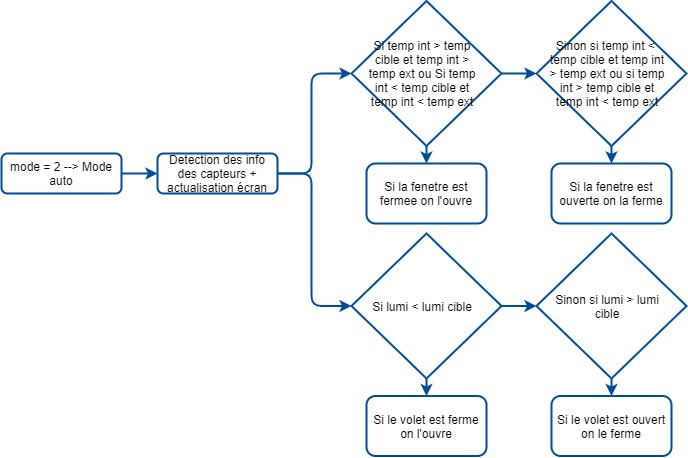 mode = 2 --> Mode
auto
Detection des info
des capteurs +
actualisation écran
Si temp int > temp
cible et temp int >
temp ext ou Si temp
int < temp cible et
temp int < temp ext
Sinon si temp int <
temp cible et temp int
> temp ext ou si temp
int > temp cible et
temp int < temp ext
Si la fenetre est
fermee on l'ouvre
Si la fenetre est
ouverte on la ferme
Si lumi < lumi cible
Sinon si lumi > lumi
cible
Si le volet est ferme
on l'ouvre
Si le volet est ouvert
on le ferme